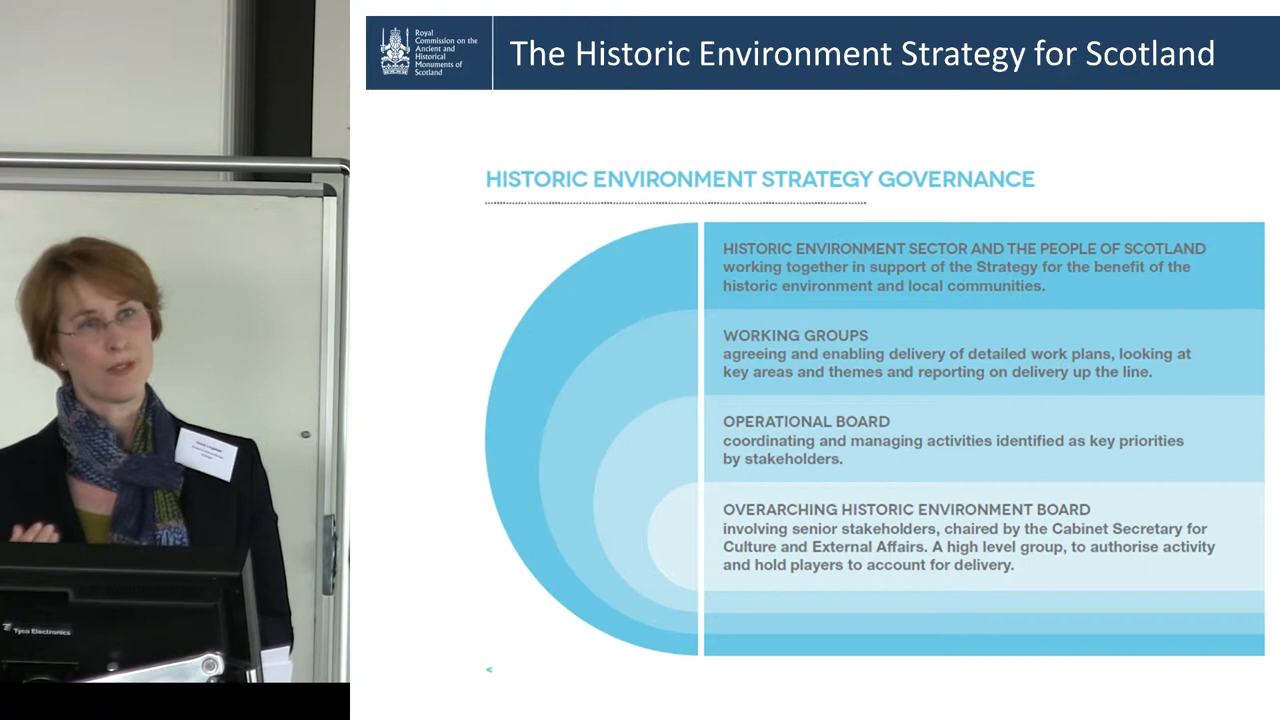 Royal
Commission on the
Ancient and
Historical
Monuments of
Scotland
The Historic Environment Strategy for Scotland
HISTORIC ENVIRONMENT STRATEGY GOVERNANCE
HISTORIC ENVIRONMENT SECTOR AND THE PEOPLE OF SCOTLAND
working together in support of the Strategy for the benefit of the
historic environment and local communities.
WORKING GROUPS
agreeing and enabling delivery of detailed work plans, looking at
key areas and themes and reporting on delivery up the line.
OPERATIONAL BOARD
coordinating and managing activities identified as key priorities
by stakeholders.
OVERARCHING HISTORIC ENVIRONMENT BOARD
involving senior stakeholders, chaired by the Cabinet Secretary for
Culture and External Affairs. A high level group, to authorise activity
and hold players to account for delivery.
<
Tyco Electronics